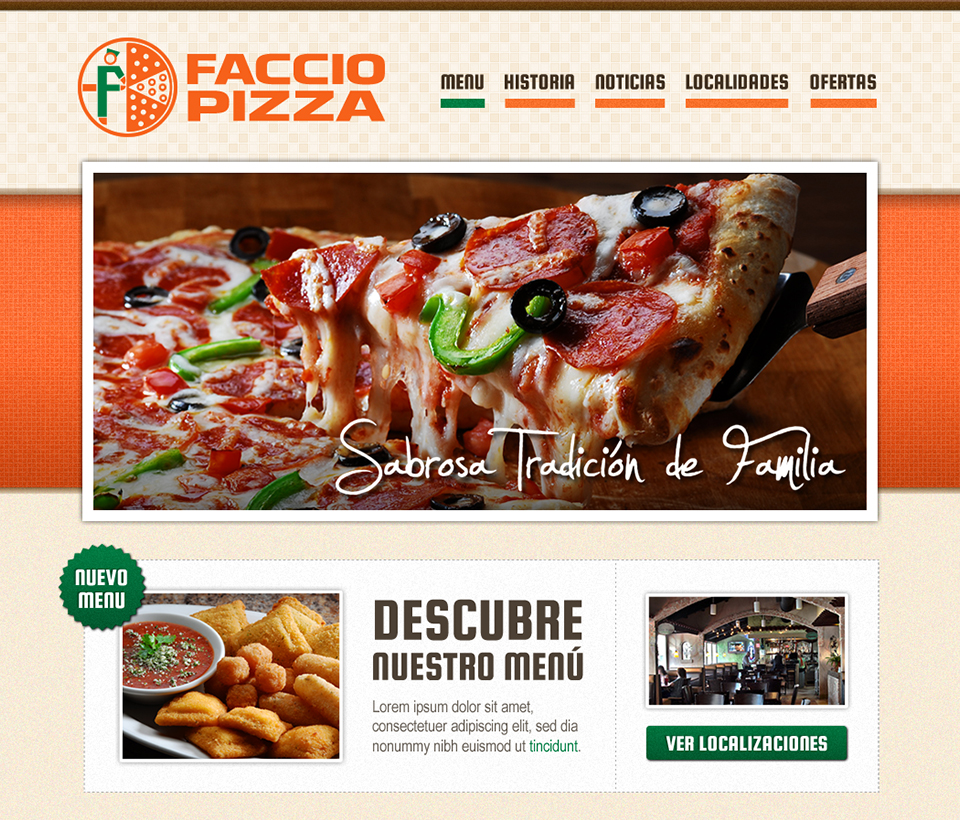 FACCIO
PIZZA
MENU HISTORIA NOTICIAS LOCALIDADES OFERTAS
Sabrosa Tradición de Familia
NUEVO
MENU
DESCUBRE
NUESTRO MENÚ
Lorem ipsum dolor sit amet,
consectetuer adipiscing elit, sed dia
nonummy nibh euismod ut tincidunt.
VER LOCALIZACIONES